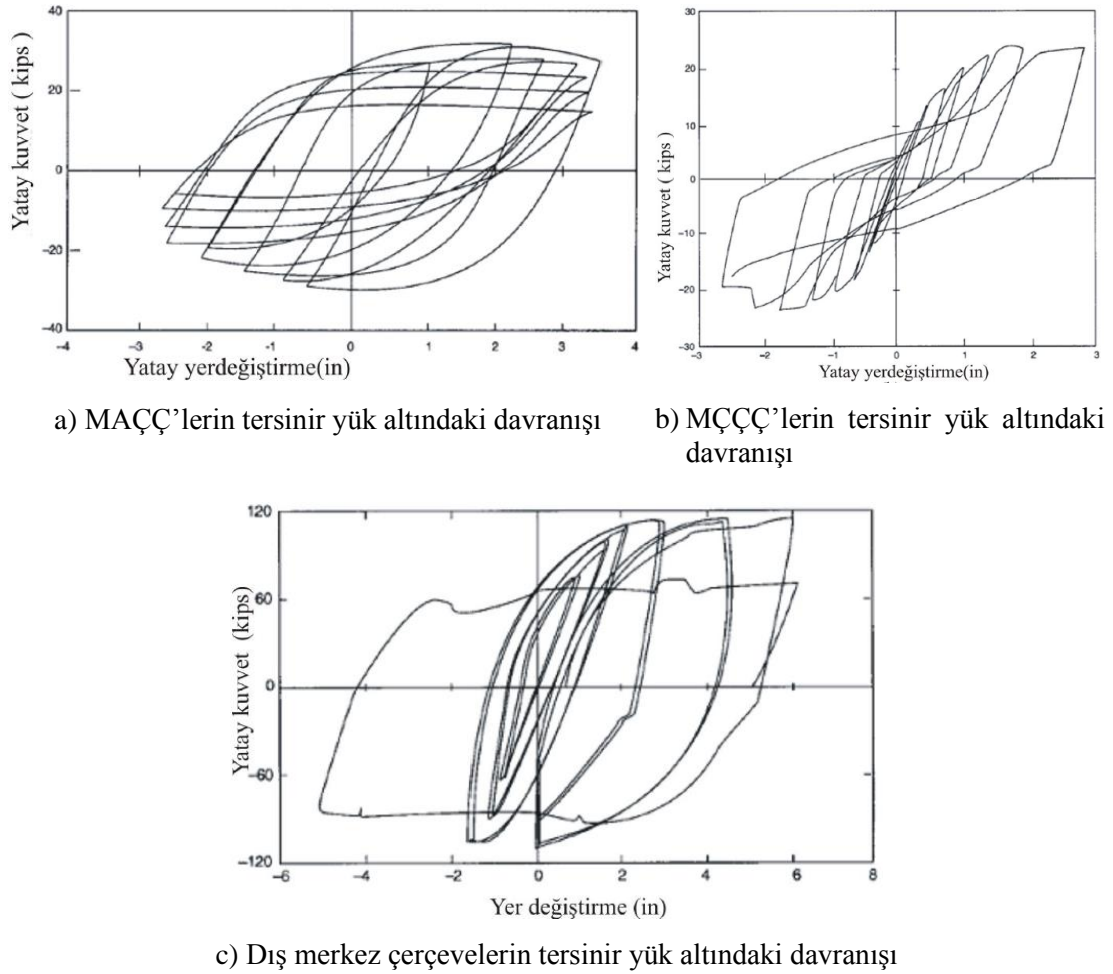 Yatay kuvvet ( kips )
40
20
0
-20
-40
-4 -3 -2 -1 0 1 2 3 4
Yatay yerdeğiştirme(in)
Yatay kuvvet ( kips
30
20
10
0
-10
-20
-30
-3 -2 -1 0 1 2 3
Yatay yerdeğiştirme(in)
a) MAÇÇ’lerin tersinir yük altındaki davranışı
b) MÇÇÇ’lerin tersinir yük altındaki
davranışı
Yatay kuvvet (kips)
120
60
0
-60
-120
-6 -4 -2 0 2 4 6 8
Yer değiştirme (in)
c) Dış merkez çerçevelerin tersinir yük altındaki davranışı